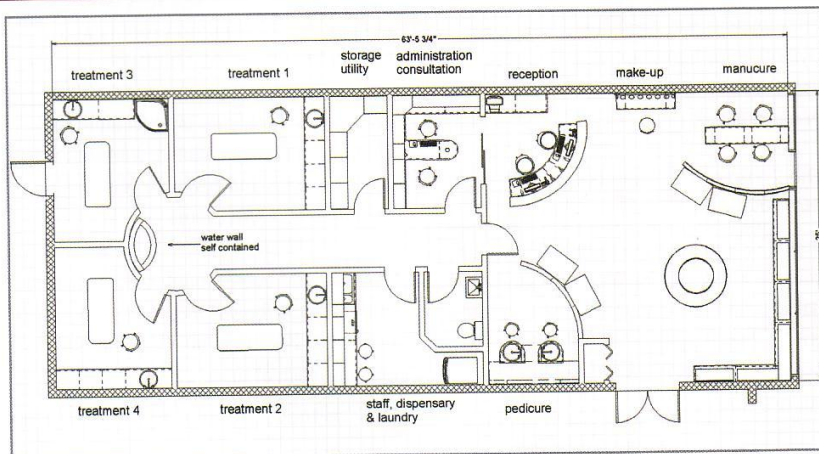 63'-5 3/4"
storage
utility
administration
consultation
treatment 3
treatment 1
reception
make-up
manucure
water wall
self contained
treatment 4
treatment 2
staff, dispensary
& laundry
pedicure